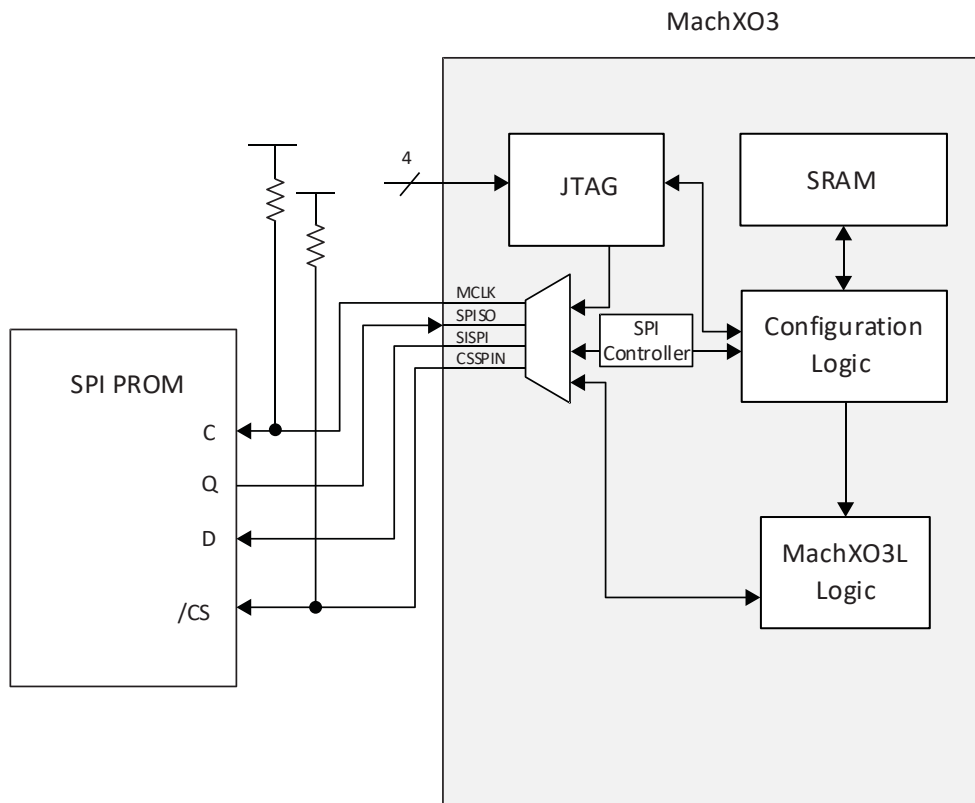 MachXO3
4
JTAG
SRAM
MCLK
SPISO
SISPI
CSSPIN
SPI
Controller
Configuration
Logic
SPI PROM
C
Q
D
/CS
MachXO3L
Logic